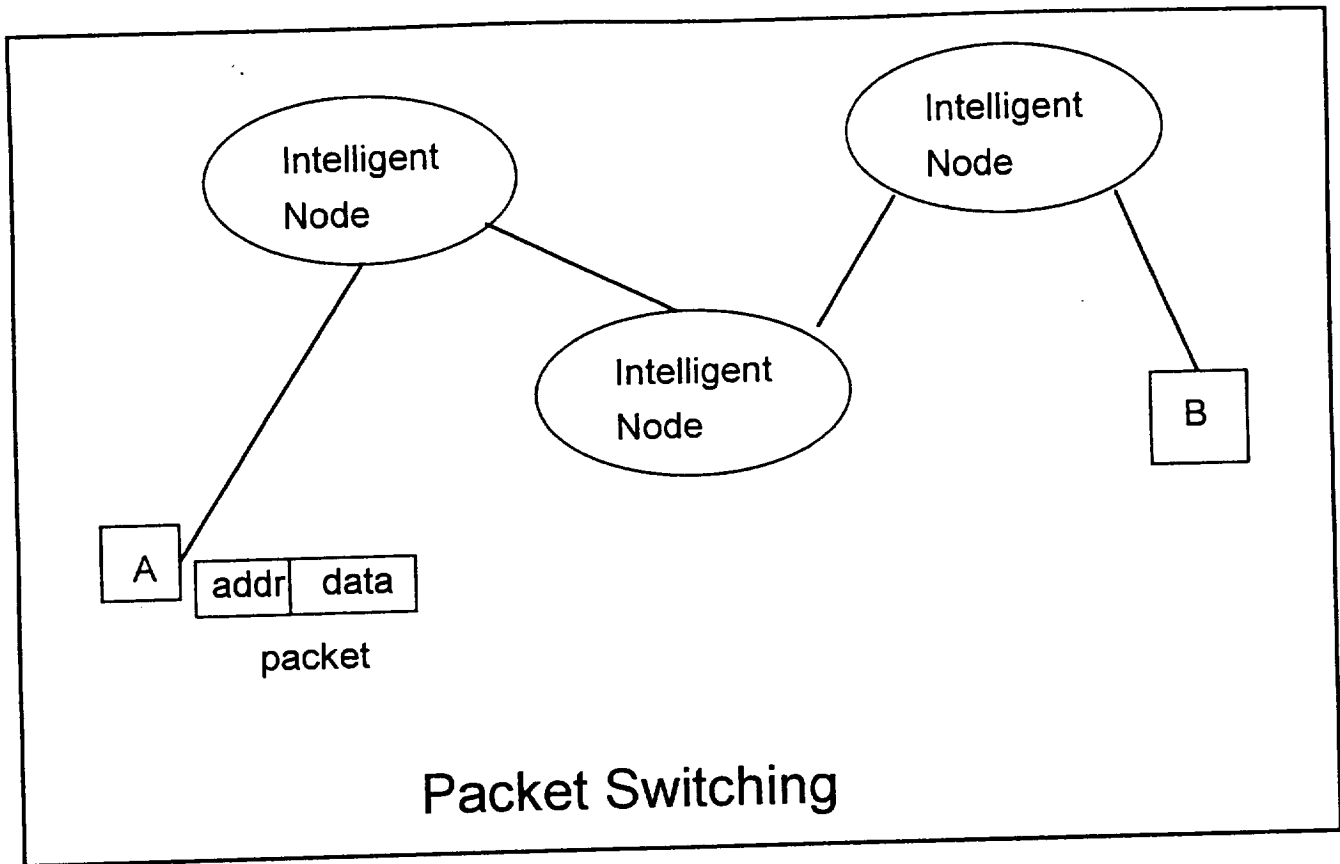 Intelligent
Node
Intelligent
Node
Intelligent
Node
B
A
addr data
packet
Packet Switching